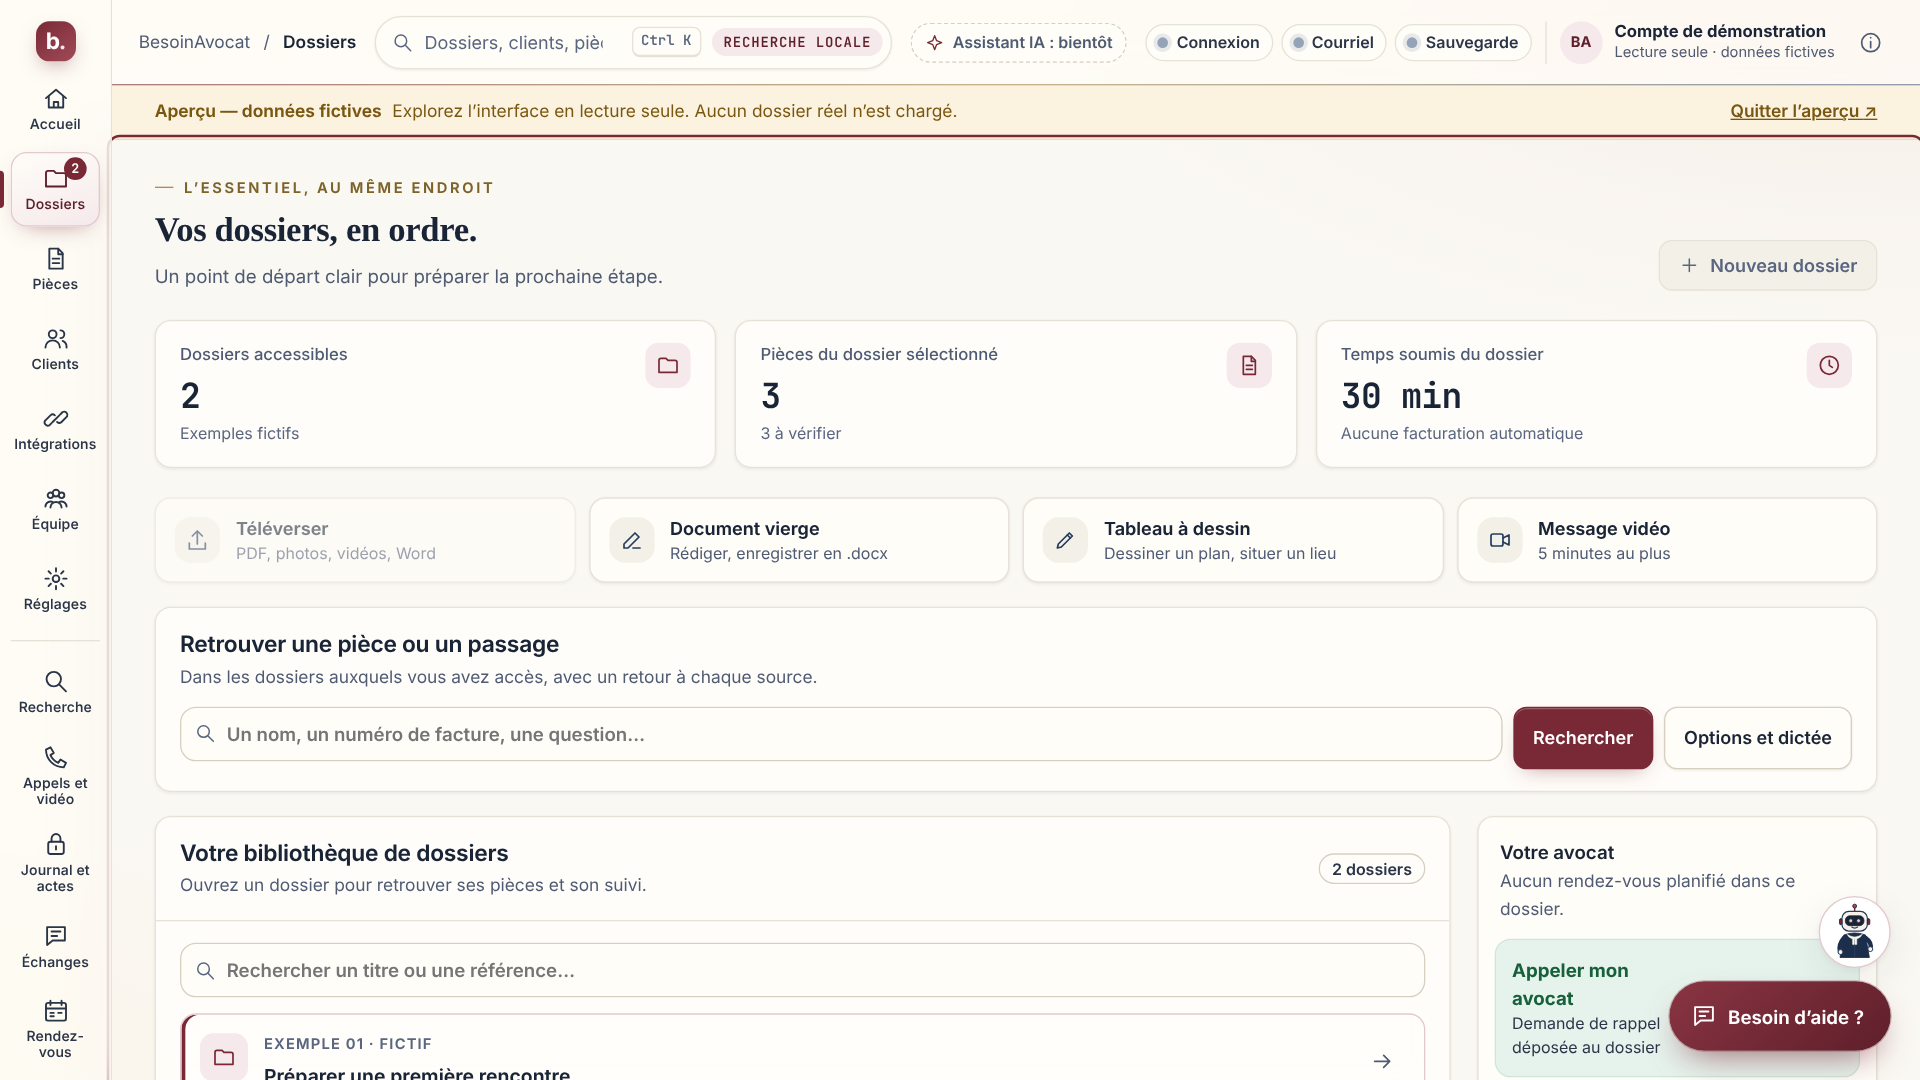 b.
BesoinAvocat / Dossiers
Dossiers, clients, piè
Ctrl K
RECHERCHE LOCALE
Assistant IA : bientôt
Connexion
Courriel
Sauvegarde
BA
Compte de démonstration
Lecture seule · données fictives
Accueil
2
Dossiers
Pièces
Clients
Intégrations
Équipe
Réglages
Recherche
Appels et
vidéo
Journal et
actes
Échanges
Rendez-
vous
Aperçu — données fictives Explorez l’interface en lecture seule. Aucun dossier réel n’est chargé.
Quitter l’aperçu ↗
— L’ESSENTIEL, AU MÊME ENDROIT
Vos dossiers, en ordre.
Un point de départ clair pour préparer la prochaine étape.
Nouveau dossier
Dossiers accessibles
2
Exemples fictifs
Pièces du dossier sélectionné
3
3 à vérifier
Temps soumis du dossier
30 min
Aucune facturation automatique
Téléverser
PDF, photos, vidéos, Word
Document vierge
Rédiger, enregistrer en .docx
Tableau à dessin
Dessiner un plan, situer un lieu
Message vidéo
5 minutes au plus
Retrouver une pièce ou un passage
Dans les dossiers auxquels vous avez accès, avec un retour à chaque source.
Un nom, un numéro de facture, une question...
Rechercher
Options et dictée
Votre bibliothèque de dossiers
Ouvrez un dossier pour retrouver ses pièces et son suivi.
2 dossiers
Rechercher un titre ou une référence...
EXEMPLE 01 · FICTIF
Préparer une première rencontre
Votre avocat
Aucun rendez-vous planifié dans ce
dossier.
Appeler mon
avocat
Demande de rappel
déposée au dossier
Besoin d’aide ?